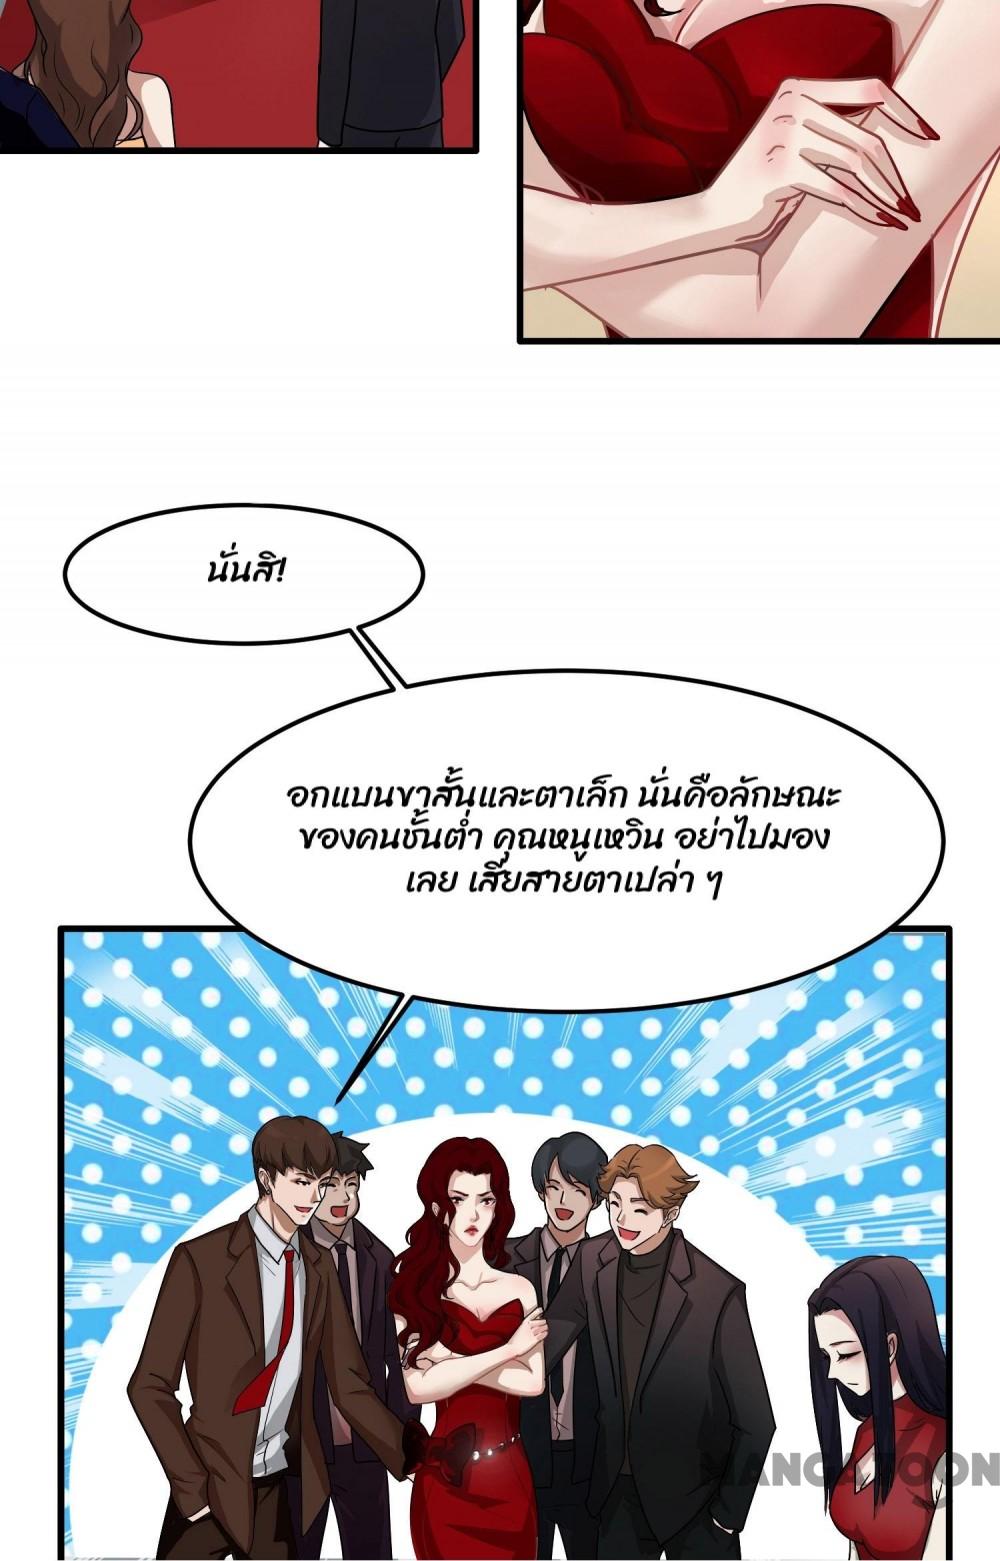 นั่นสิ!
อกแบนขาสั้นและตาเล็ก นั่นคือลักษณะ
ของคนชั้นต่ำ คุณหนูเหวิน อย่าไปมอง
เลย เสียสายตาเปล่า ๆ
MANGATOON